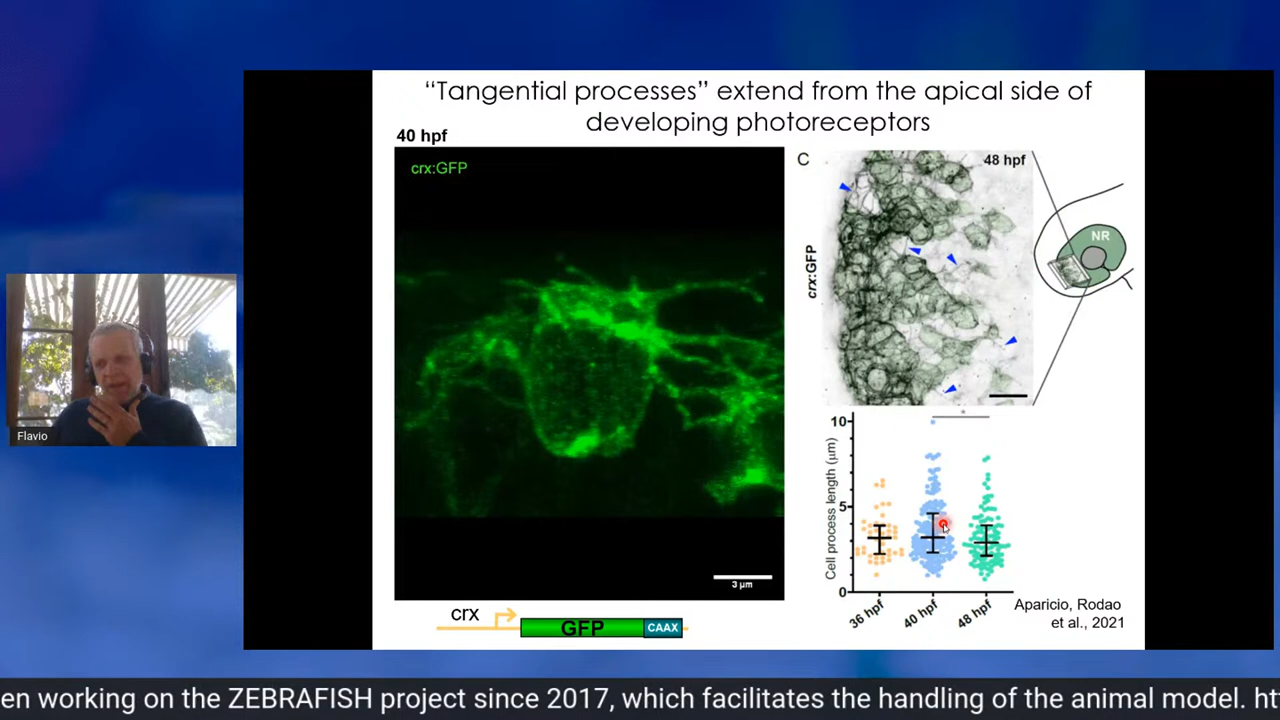 “Tangential processes” extend from the apical side of
developing photoreceptors
40 hpf
crx:GFP
3 µm
crx
GFP
CAAX
C
48 hpf
crx:GFP
NR
Cell process length (µm)
10
5
0
*
36 hpf
40 hpf
48 hpf
Aparicio, Rodao
et al., 2021
Flavio
en working on the ZEBRAFISH project since 2017, which facilitates the handling of the animal model. ht